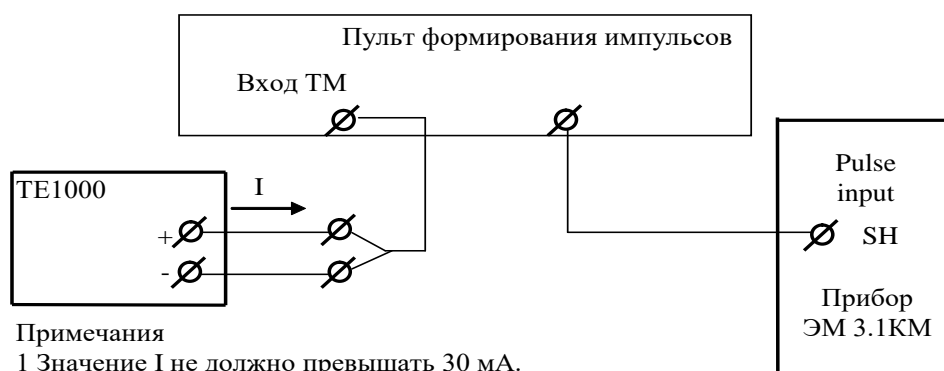 Пульт формирования импульсов
Вход ТМ
ТЕ1000
I
+
-
Pulse
input
SH
Прибор
ЭМ 3.1КМ
Примечания
1 Значение I не должно превышать 30 мА.